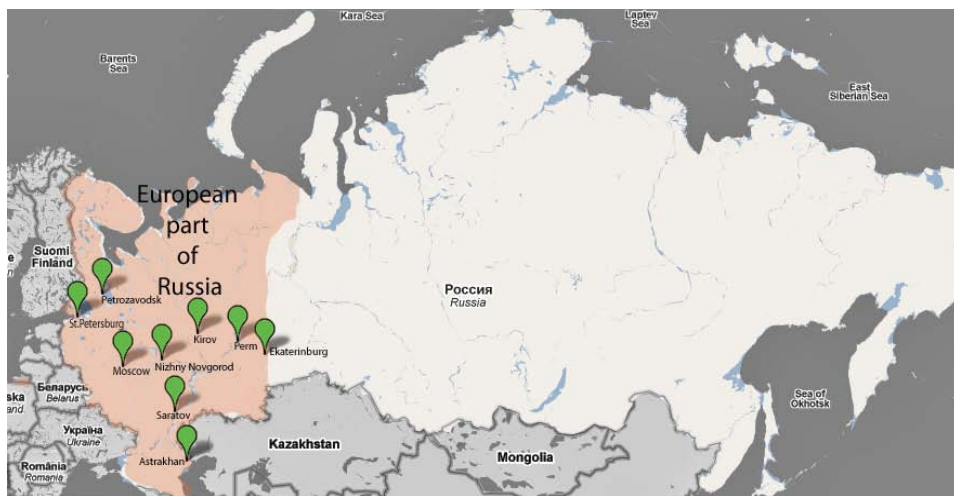 Kara Sea
Laptev
Sea
Barents
Sea
East
Siberian Sea
European
part
of
Russia
Suomi
Finland
Petrozavodsk
St.Petersburg
Россия
Russia
Kirov
Perm
Ekaterinburg
Moscow
Nizhny Novgorod
Беларусь
Belarus
Saratov
Sea of
Okhotsk
Україна
Ukraine
Kazakhstan
Astrakhan
Mongolia
România
Romania